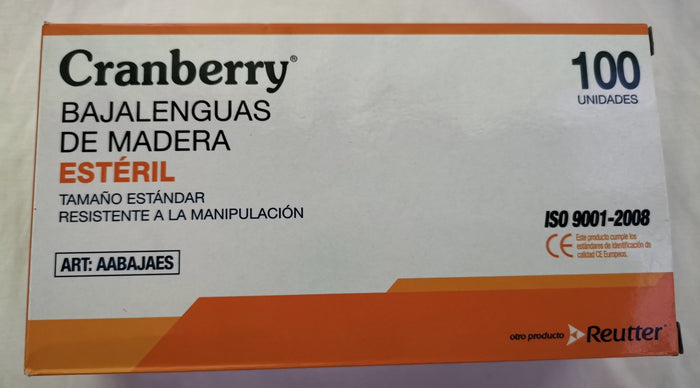 Cranberry®
BAJALENGUAS
DE MADERA
ESTÉRIL
TAMAÑO ESTÁNDAR
RESISTENTE A LA MANIPULACIÓN
ART: AABAJAES
100
UNIDADES
ISO 9001-2008
CE
Este producto cumple los
estándares de identificación de
calidad CE Europeos.
otro producto
Reutter